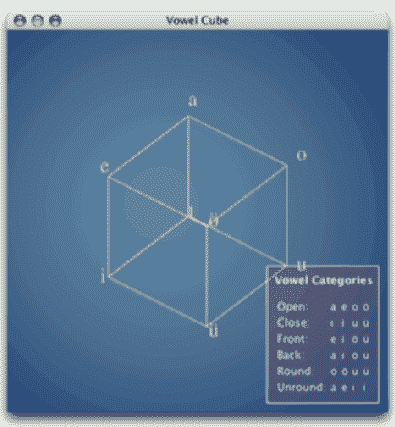 Vowel Cube
a
o
e
ı
ö
i
u
ü
Vowel Categories
Open: a e o ö
Close: ı i u ü
Front: e i ö ü
Back: a ı o u
Round: o ö u ü
Unround: a e ı i